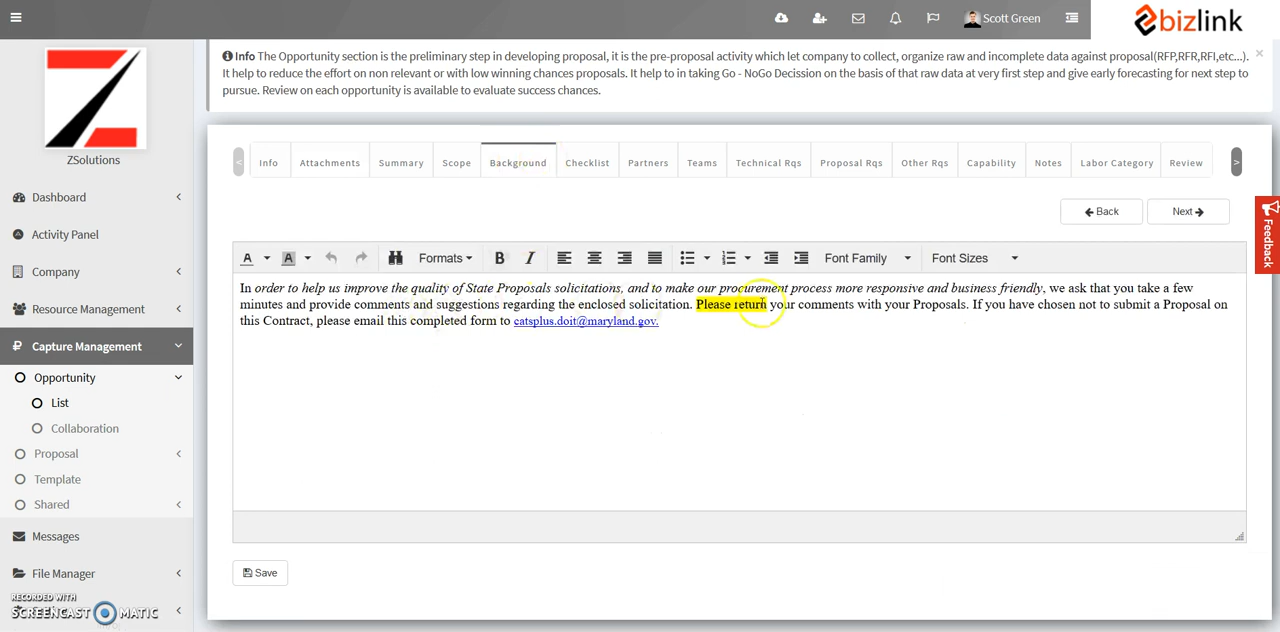 Scott Green
bizlink
Info The Opportunity section is the preliminary step in developing proposal, it is the pre-proposal activity which let company to collect, organize raw and incomplete data against proposal(RFP,RFR,RFI,etc...).
It help to reduce the effort on non relevant or with low winning chances proposals. It help to in taking Go - NoGo Decission on the basis of that raw data at very first step and give early forecasting for next step to
pursue. Review on each opportunity is available to evaluate success chances.
×
ZSolutions
Dashboard
Activity Panel
Company
Resource Management
Capture Management
Opportunity
List
Collaboration
Proposal
Template
Shared
Messages
File Manager
RECORDED WITH
SCREENCAST MATIC
< Info Attachments Summary Scope Background Checklist Partners Teams Technical Rqs Proposal Rqs Other Rqs Capability Notes Labor Category Review >
Back Next
Feedback
A A Formats B I Font Family Font Sizes
In order to help us improve the quality of State Proposals solicitations, and to make our procurement process more responsive and business friendly, we ask that you take a few
minutes and provide comments and suggestions regarding the enclosed solicitation. Please return your comments with your Proposals. If you have chosen not to submit a Proposal on
this Contract, please email this completed form to catsplus.doit@maryland.gov.
Save